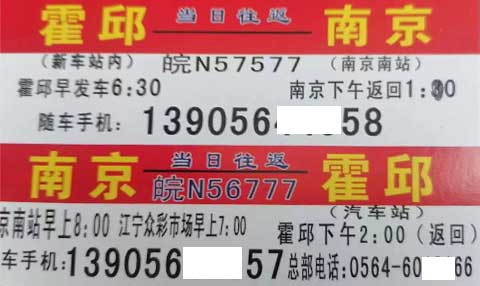 霍邱 当日往返 南京
（新车站内） 皖N57577 （南京南站）
霍邱早发车6:30 南京下午返回1:30
随车手机: 139056 58
南京 当日往返 霍邱
皖N56777
（汽车站）
京南站早上8:00 江宁众彩市场早上7:00 霍邱下午2:00（返回）
车手机:139056 57 总部电话:0564-60 66